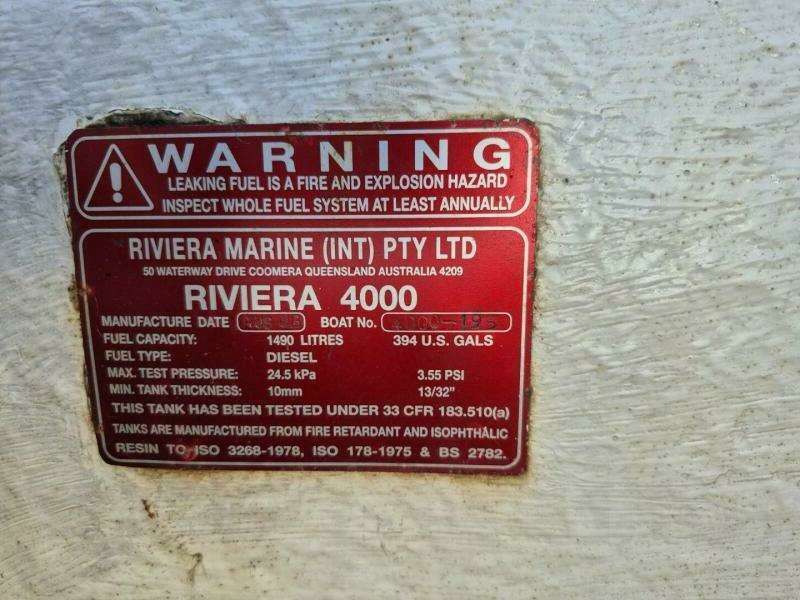 WARNING
LEAKING FUEL IS A FIRE AND EXPLOSION HAZARD
INSPECT WHOLE FUEL SYSTEM AT LEAST ANNUALLY
RIVIERA MARINE (INT) PTY LTD
50 WATERWAY DRIVE COOMERA QUEENSLAND AUSTRALIA 4209
RIVIERA 4000
MANUFACTURE DATE BOAT No. 4000-193
FUEL CAPACITY: 1490 LITRES 394 U.S. GALS
FUEL TYPE: DIESEL
MAX. TEST PRESSURE: 24.5 kPa 3.55 PSI
MIN. TANK THICKNESS: 10mm 13/32"
THIS TANK HAS BEEN TESTED UNDER 33 CFR 183.510(a)
TANKS ARE MANUFACTURED FROM FIRE RETARDANT AND ISOPHTHALIC
RESIN TO ISO 3268-1978, ISO 178-1975 & BS 2782.